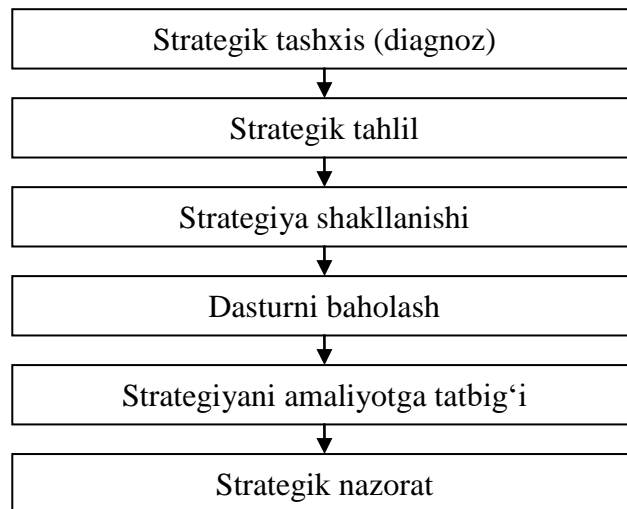 Strategik tashxis (diagnoz)
Strategik tahlil
Strategiya shakllanishi
Dasturni baholash
Strategiyani amaliyotga tatbig‘i
Strategik nazorat